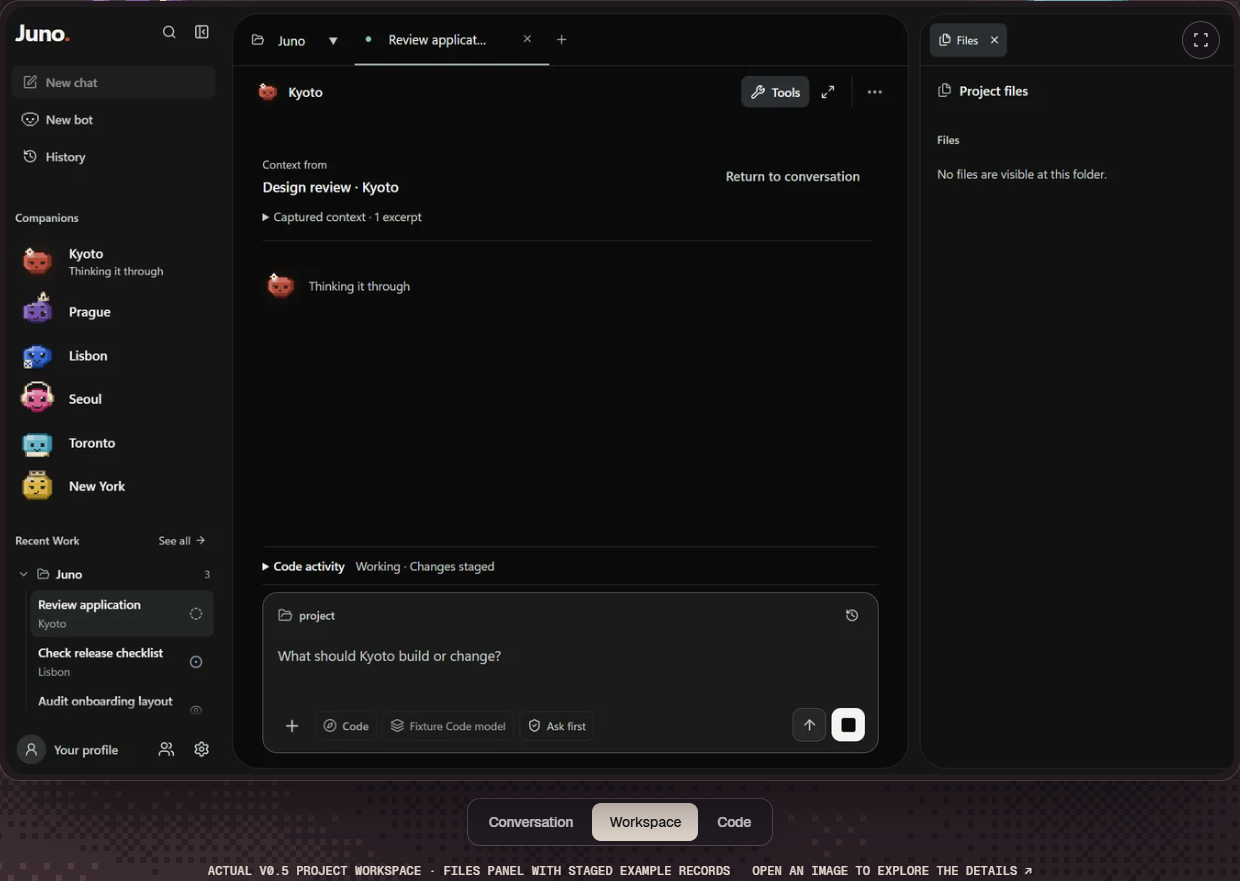 Juno.
New chat
New bot
History
Companions
Kyoto
Thinking it through
Prague
Lisbon
Seoul
Toronto
New York
Recent Work
See all →
Juno
3
Review application
Kyoto
Check release checklist
Lisbon
Audit onboarding layout
Your profile
Juno
Review applicat...
Kyoto
Tools
Context from
Design review · Kyoto
Return to conversation
Captured context · 1 excerpt
Thinking it through
Code activity Working · Changes staged
project
What should Kyoto build or change?
Code
Fixture Code model
Ask first
Files
Project files
Files
No files are visible at this folder.
Conversation
Workspace
Code
ACTUAL V0.5 PROJECT WORKSPACE · FILES PANEL WITH STAGED EXAMPLE RECORDS OPEN AN IMAGE TO EXPLORE THE DETAILS ↗